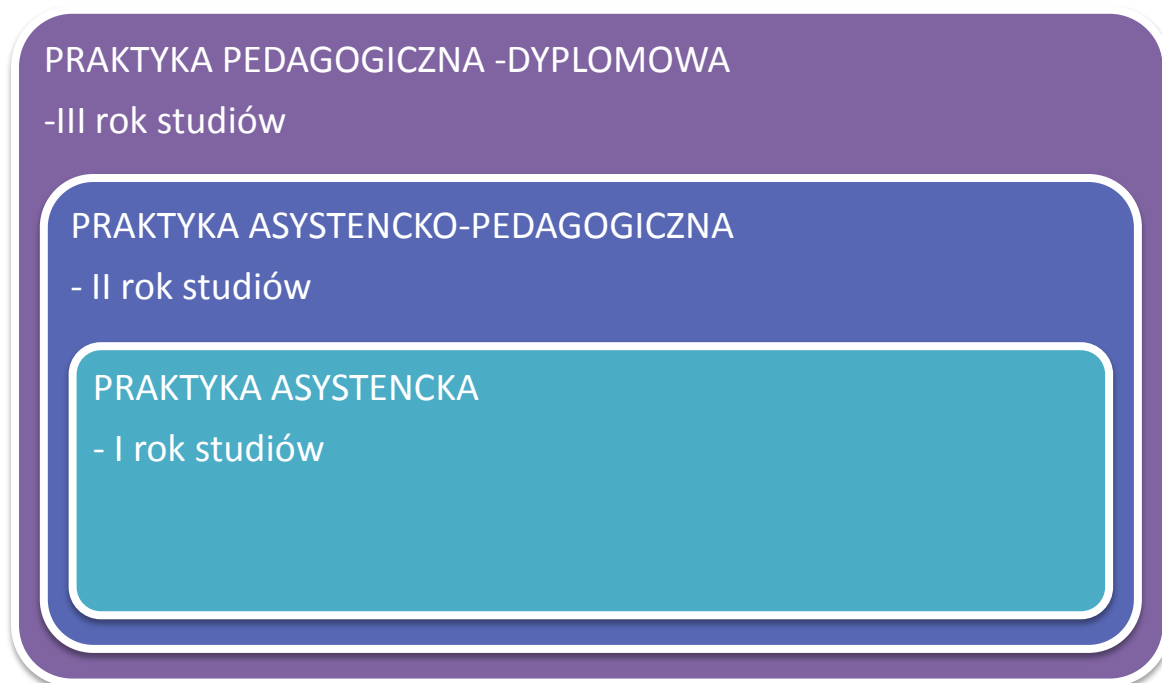 PRAKTYKA PEDAGOGICZNA -DYPLOMOWA
-III rok studiów
PRAKTYKA ASYSTENCKO-PEDAGOGICZNA
- II rok studiów
PRAKTYKA ASYSTENCKA
- I rok studiów